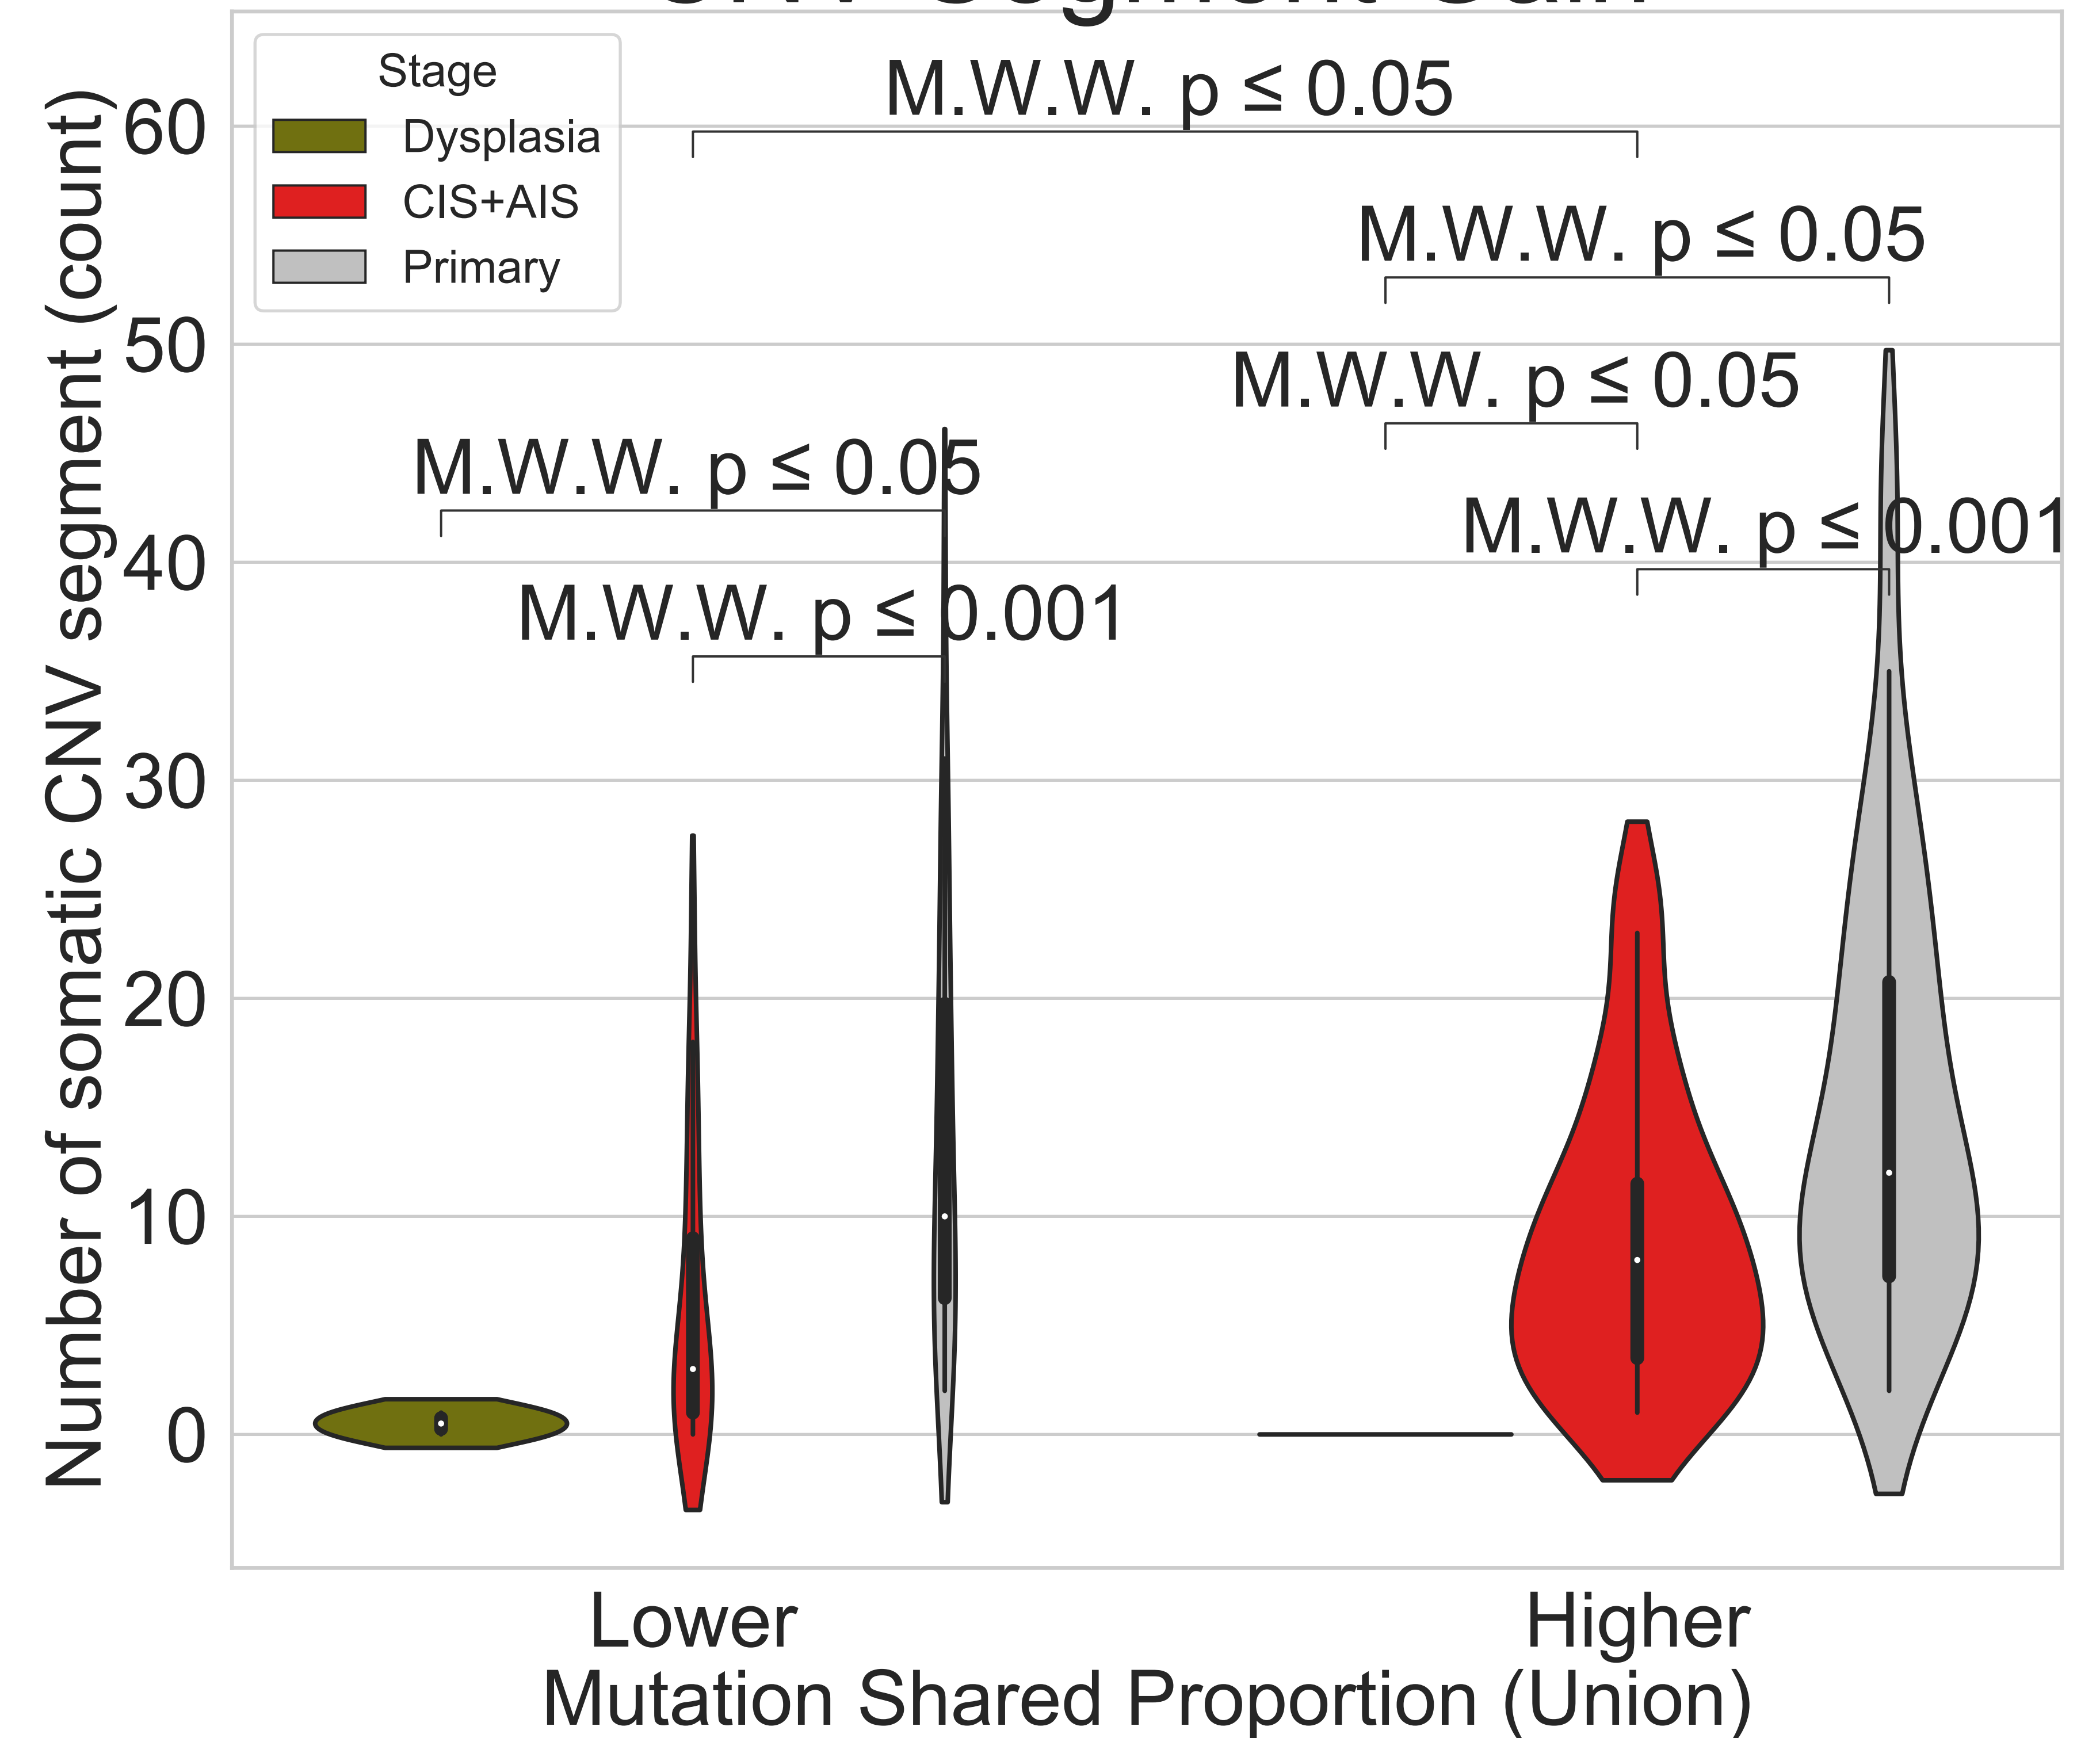 Stage
Dysplasia
CIS+AIS
Primary
M.W.W. p ≤ 0.05
M.W.W. p ≤ 0.05
M.W.W. p ≤ 0.05
M.W.W. p ≤ 0.05
M.W.W. p ≤ 0.001
M.W.W. p ≤ 0.001
Number of somatic CNV segment (count)
60
50
40
30
20
10
0
Lower
Higher
Mutation Shared Proportion (Union)